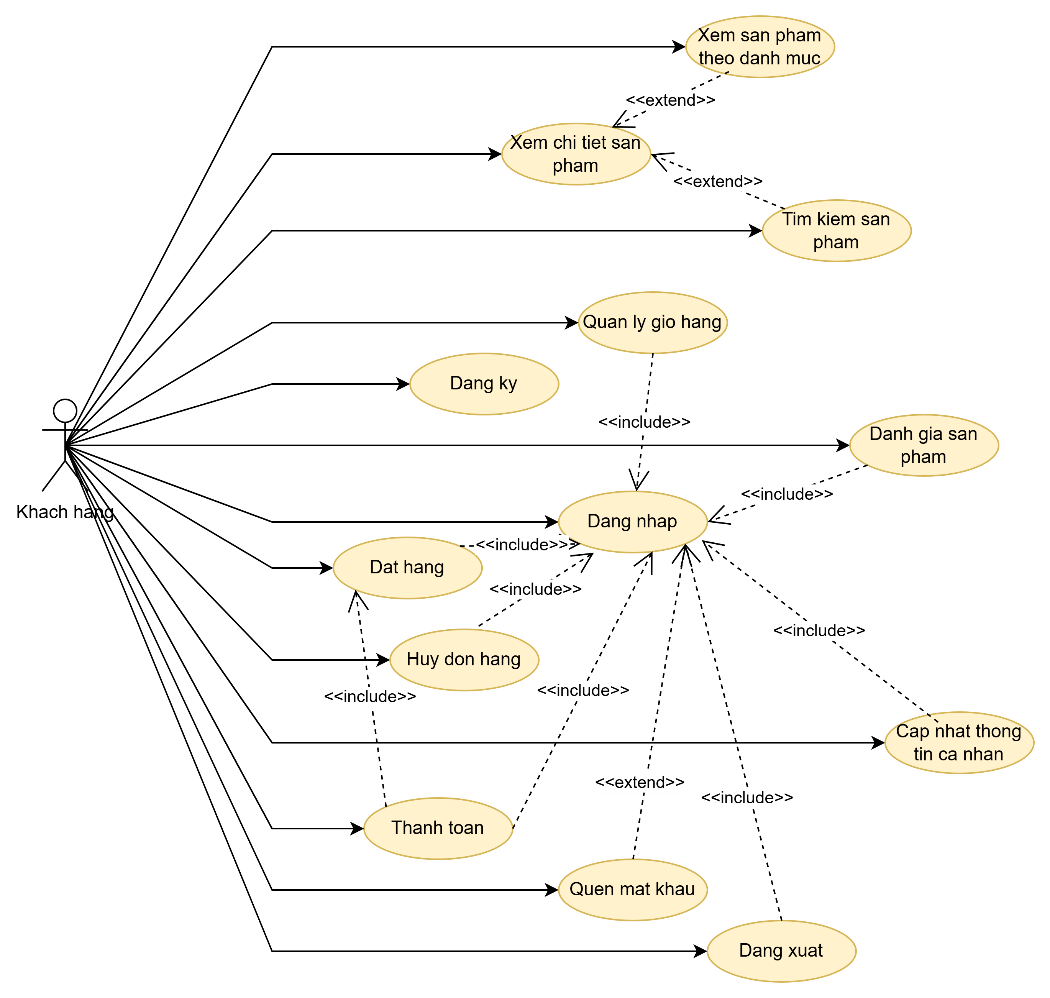 Xem san pham
theo danh muc
<<extend>>
Xem chi tiet san
pham
<<extend>>
Tim kiem san
pham
Quan ly gio hang
Dang ky
<<include>>
Danh gia san
pham
<<include>>
Khach hang
Dang nhap
<<include>>
Dat hang
<<include>>
<<include>>
Huy don hang
<<include>>
<<include>>
Cap nhat thong
tin ca nhan
<<extend>>
<<include>>
Thanh toan
Quen mat khau
Dang xuat